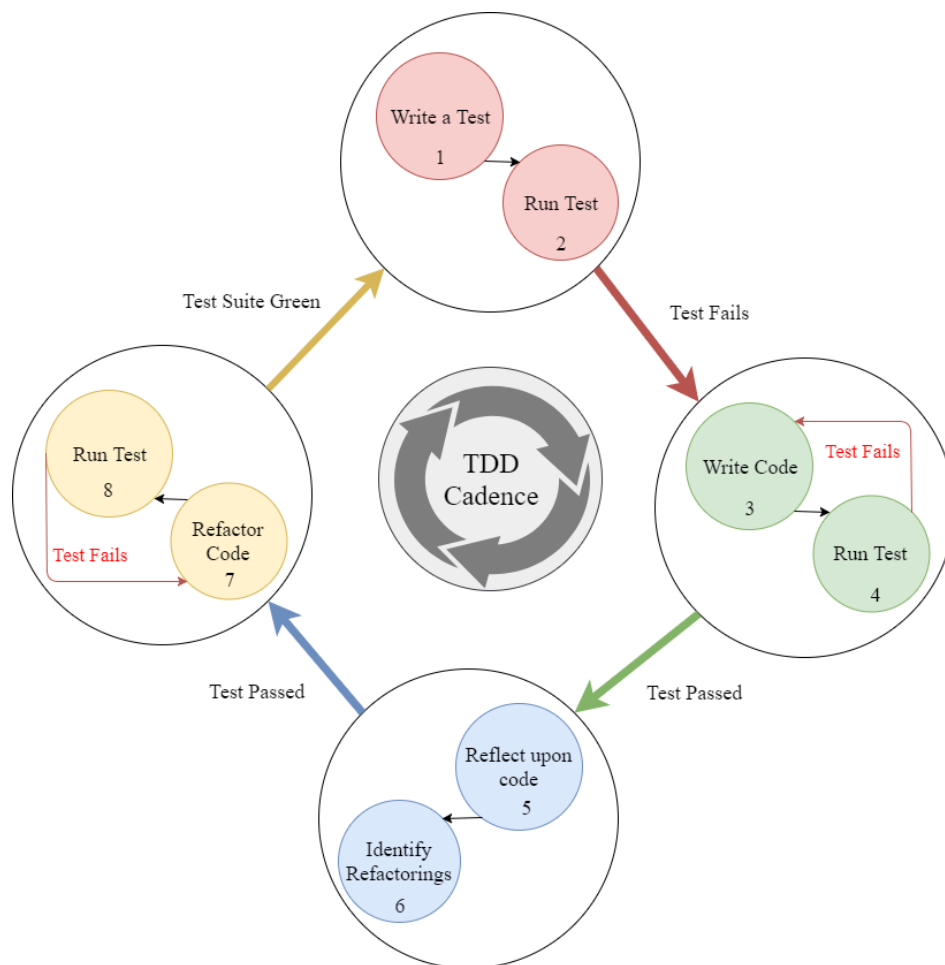 Write a Test
1
Run Test
2
Test Suite Green
Test Fails
Run Test
8
Refactor
Code
7
Test Fails
TDD
Cadence
Write Code
3
Test Fails
Run Test
4
Test Passed
Test Passed
Reflect upon
code
5
Identify
Refactorings
6